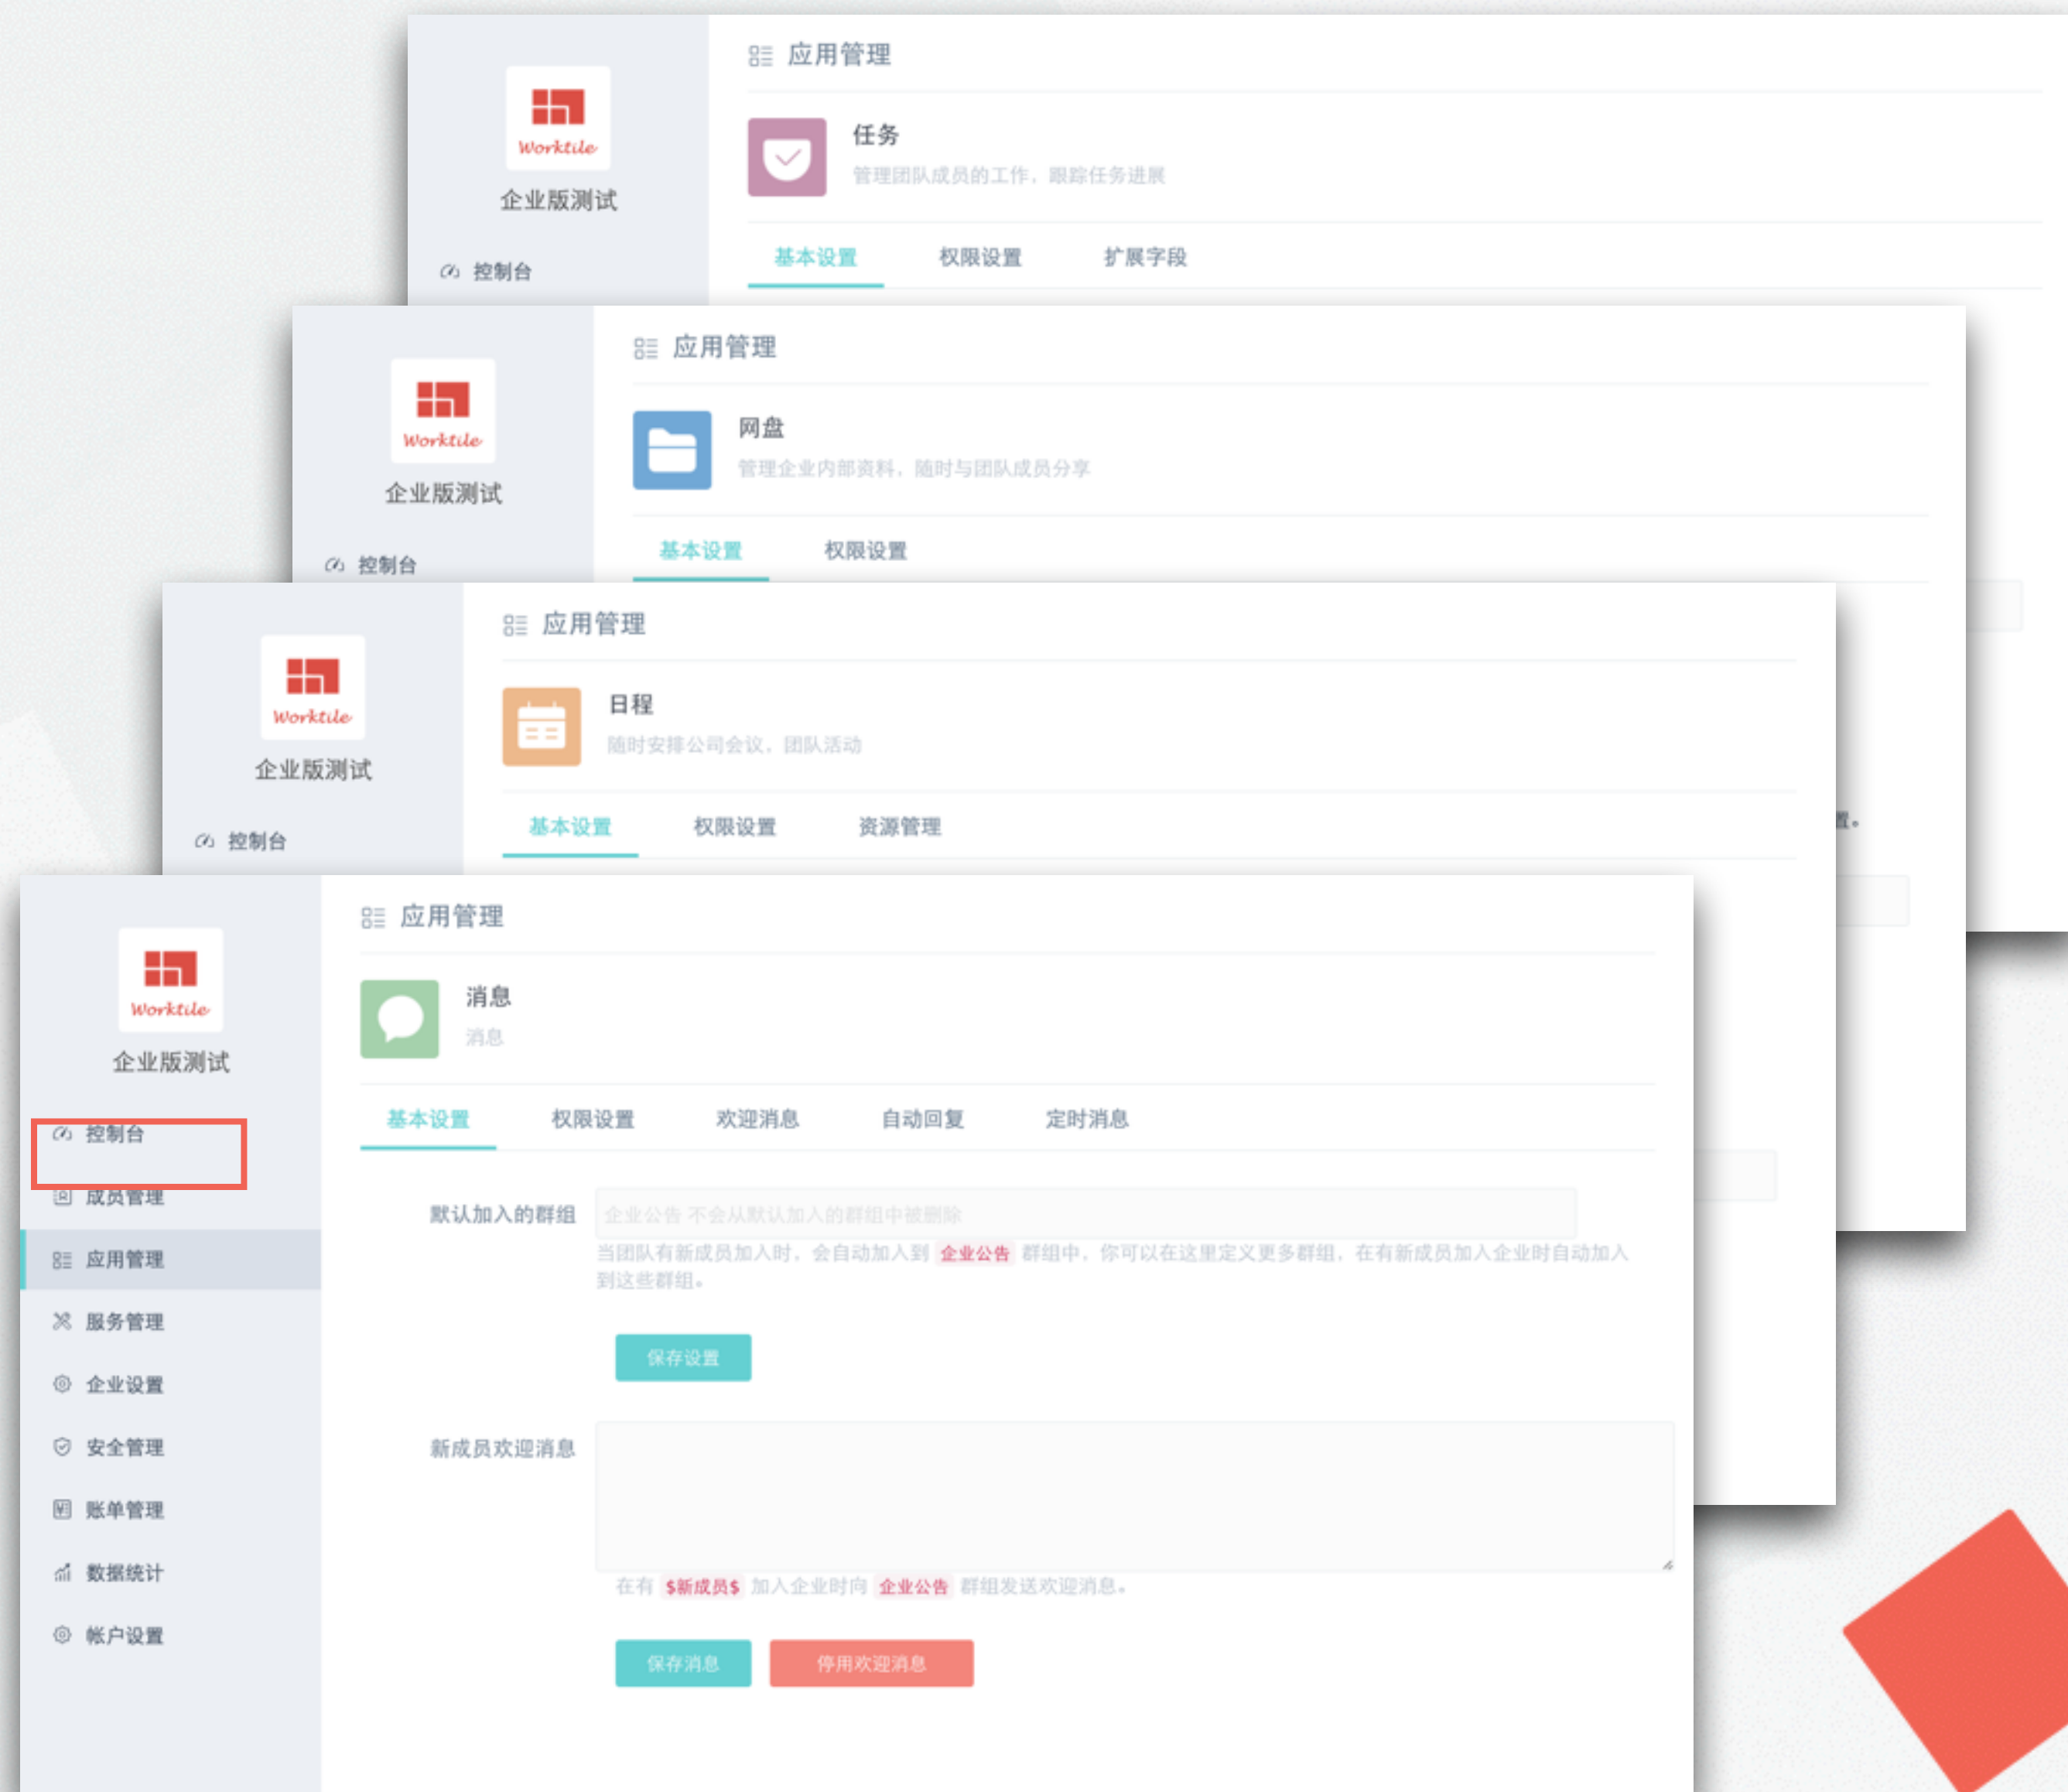 应用管理
Worktile
企业版测试
任务
管理团队成员的工作，跟踪任务进展
基本设置 权限设置 扩展字段
控制台
应用管理
Worktile
企业版测试
网盘
管理企业内部资料，随时与团队成员分享
基本设置 权限设置
控制台
应用管理
Worktile
企业版测试
日程
随时安排公司会议，团队活动
基本设置 权限设置 资源管理
控制台
置。
应用管理
Worktile
企业版测试
消息
消息
基本设置 权限设置 欢迎消息 自动回复 定时消息
控制台
成员管理
应用管理
服务管理
企业设置
安全管理
账单管理
数据统计
帐户设置
默认加入的群组
企业公告 不会从默认加入的群组中被删除
当团队有新成员加入时，会自动加入到 企业公告 群组中，你可以在这里定义更多群组，在有新成员加入企业时自动加入
到这些群组。
保存设置
新成员欢迎消息
在有 $新成员$ 加入企业时向 企业公告 群组发送欢迎消息。
保存消息 停用欢迎消息